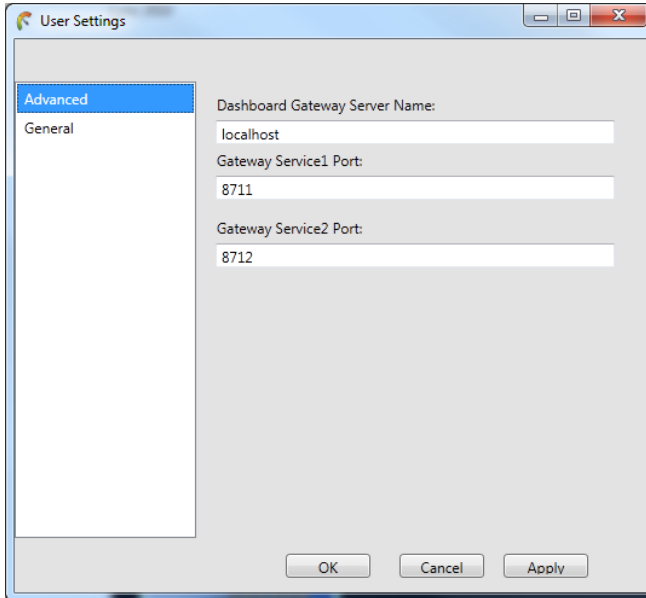 User Settings
Advanced
General
Dashboard Gateway Server Name:
localhost
Gateway Service1 Port:
8711
Gateway Service2 Port:
8712
OK
Cancel
Apply